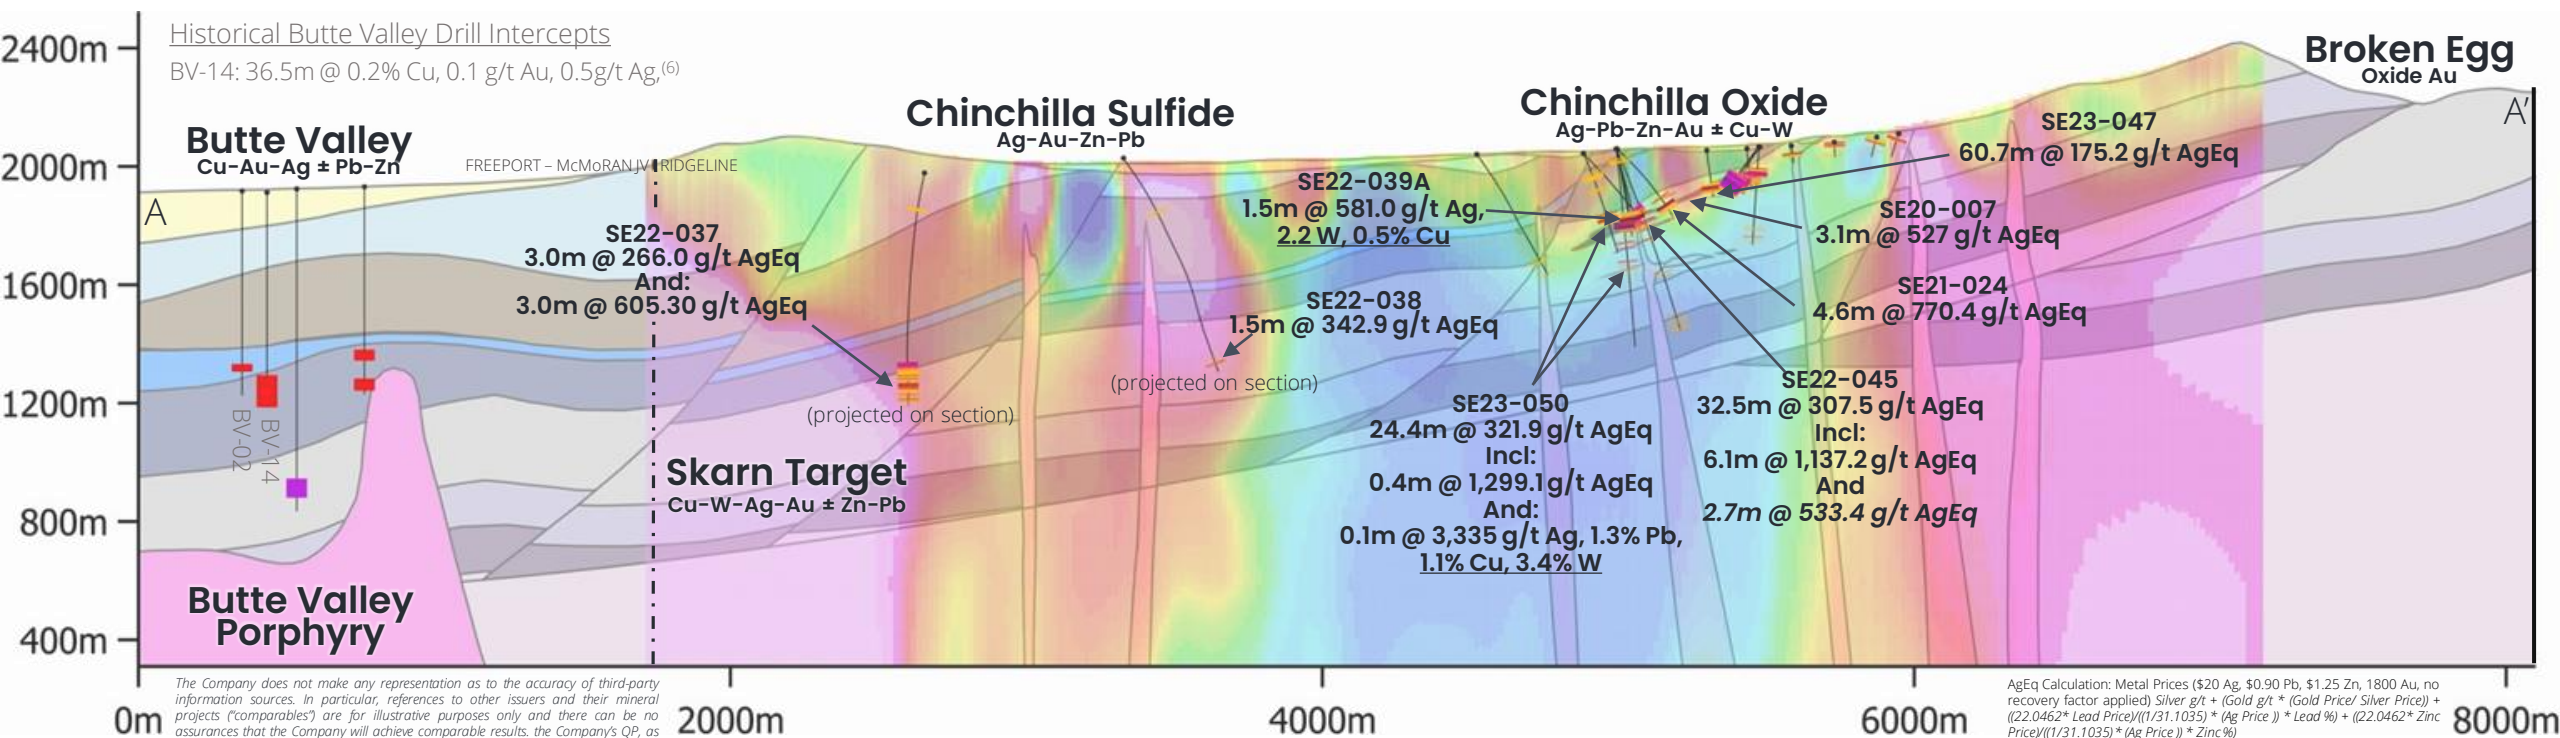 2400m
2000m
1600m
1200m
800m
400m
Historical Butte Valley Drill Intercepts
BV-14: 36.5m @ 0.2% Cu, 0.1 g/t Au, 0.5g/t Ag,(6)
Butte Valley
Cu-Au-Ag ± Pb-Zn
FREEPORT – McMoRAN JV RIDGELINE
A
BV-02
BV-14
Butte Valley
Porphyry
SE22-037
3.0m @ 266.0 g/t AgEq
And:
3.0m @ 605.30 g/t AgEq
(projected on section)
Skarn Target
Cu-W-Ag-Au ± Zn-Pb
Chinchilla Sulfide
Ag-Au-Zn-Pb
SE22-038
1.5m @ 342.9 g/t AgEq
(projected on section)
SE22-039A
1.5m @ 581.0 g/t Ag,
2.2 W, 0.5% Cu
Chinchilla Oxide
Ag-Pb-Zn-Au ± Cu-W
SE23-050
24.4m @ 321.9 g/t AgEq
Incl:
0.4m @ 1,299.1 g/t AgEq
And:
0.1m @ 3,335 g/t Ag, 1.3% Pb,
1.1% Cu, 3.4% W
SE22-045
32.5m @ 307.5 g/t AgEq
Incl:
6.1m @ 1,137.2 g/t AgEq
And
2.7m @ 533.4 g/t AgEq
SE23-047
60.7m @ 175.2 g/t AgEq
SE20-007
3.1m @ 527 g/t AgEq
SE21-024
4.6m @ 770.4 g/t AgEq
Broken Egg
Oxide Au
A'
0m
2000m
4000m
6000m
8000m
The Company does not make any representation as to the accuracy of third-party
information sources. In particular, references to other issuers and their mineral
projects ("comparables") are for illustrative purposes only and there can be no
assurances that the Company will achieve comparable results. the Company's QP, as
AgEq Calculation: Metal Prices ($20 Ag, $0.90 Pb, $1.25 Zn, 1800 Au, no
recovery factor applied) Silver g/t + (Gold g/t * (Gold Price/ Silver Price)) +
((22.0462* Lead Price)/((1/31.1035) * (Ag Price )) * Lead %) + ((22.0462* Zinc
Price)/((1/31.1035) * (Ag Price )) * Zinc %)